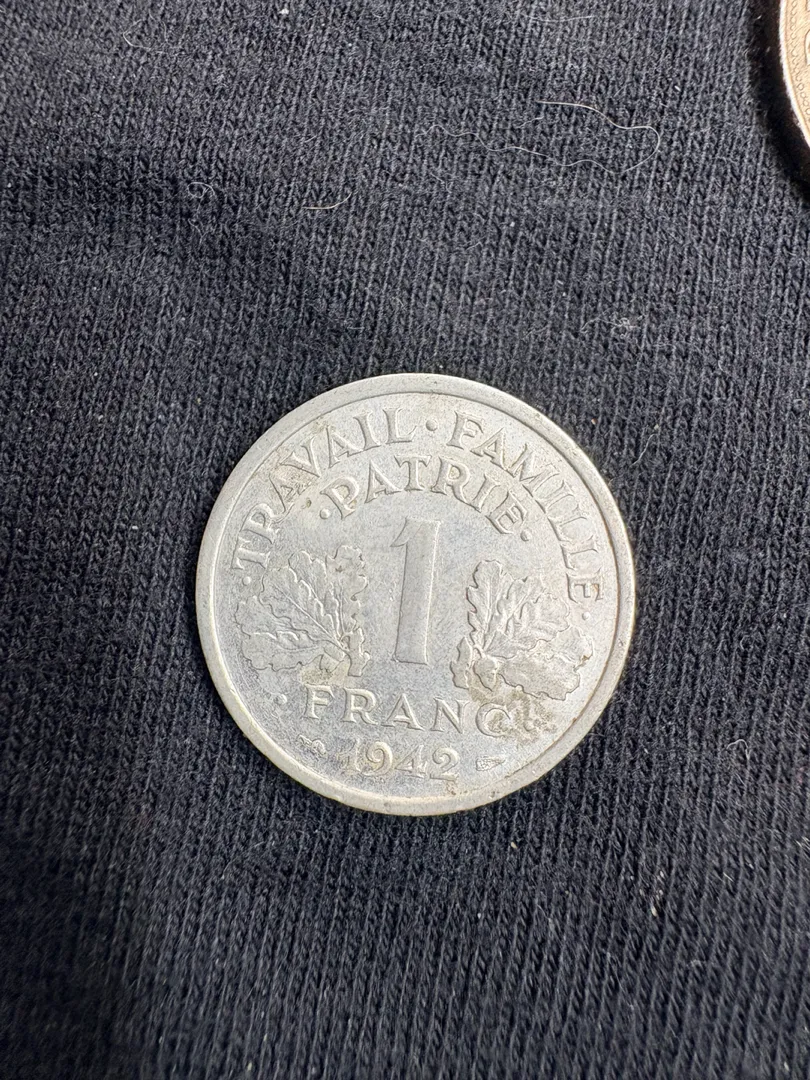 · TRAVAIL · FAMILLE ·
· PATRIE ·
1
· FRANC
1942